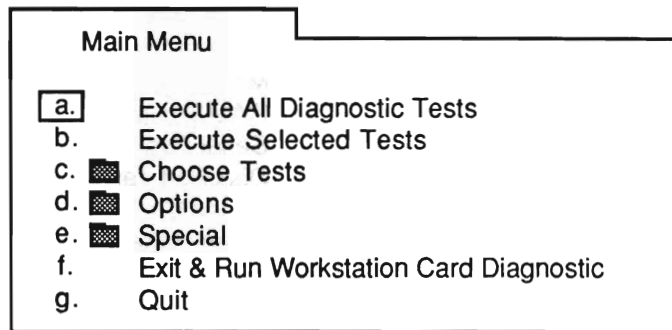 Main Menu
a. Execute All Diagnostic Tests
b. Execute Selected Tests
c. Choose Tests
d. Options
e. Special
f. Exit & Run Workstation Card Diagnostic
g. Quit